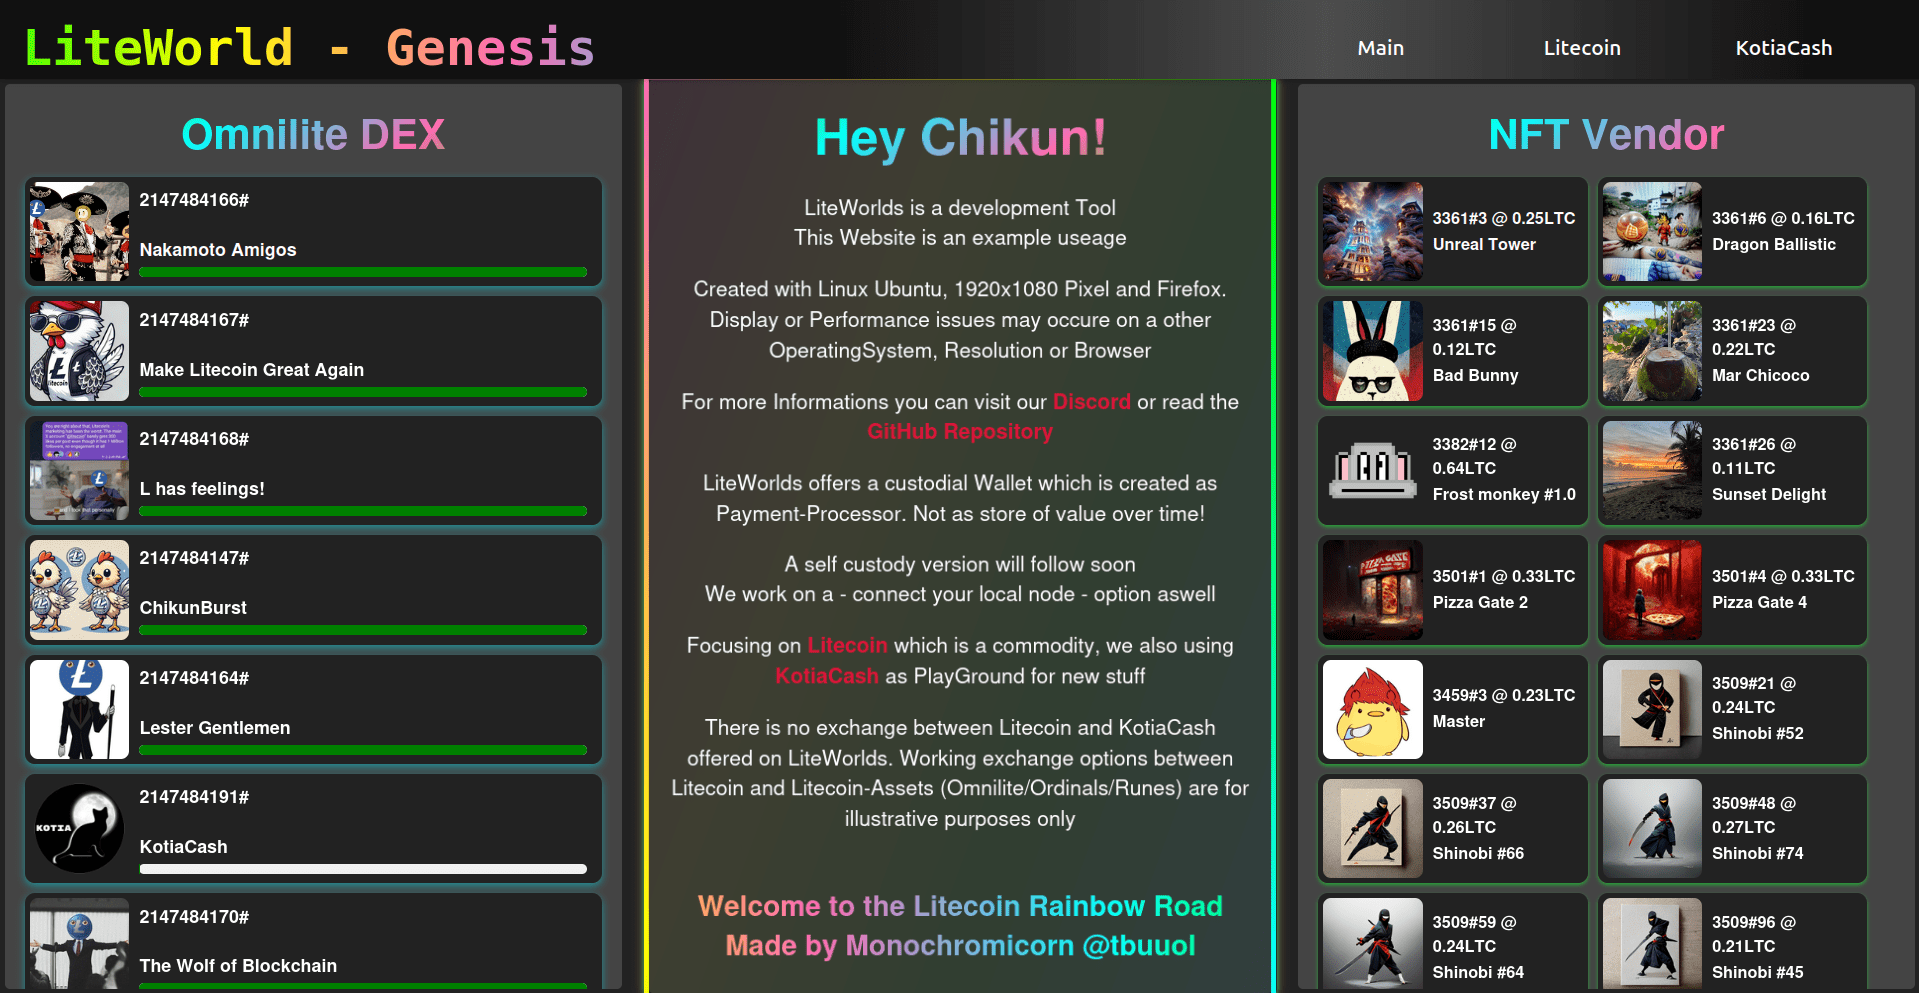 LiteWorld - Genesis
Main
Litecoin
KotiaCash
Omnilite DEX
2147484166#
Nakamoto Amigos
2147484167#
Make Litecoin Great Again
2147484168#
L has feelings!
2147484147#
ChikunBurst
2147484164#
Lester Gentlemen
KOTIA
2147484191#
KotiaCash
2147484170#
The Wolf of Blockchain
Hey Chikun!
LiteWorlds is a development Tool
This Website is an example useage
Created with Linux Ubuntu, 1920x1080 Pixel and Firefox.
Display or Performance issues may occure on a other
OperatingSystem, Resolution or Browser
For more Informations you can visit our Discord or read the
GitHub Repository
LiteWorlds offers a custodial Wallet which is created as
Payment-Processor. Not as store of value over time!
A self custody version will follow soon
We work on a - connect your local node - option aswell
Focusing on Litecoin which is a commodity, we also using
KotiaCash as PlayGround for new stuff
There is no exchange between Litecoin and KotiaCash
offered on LiteWorlds. Working exchange options between
Litecoin and Litecoin-Assets (Omnilite/Ordinals/Runes) are for
illustrative purposes only
Welcome to the Litecoin Rainbow Road
Made by Monochromicorn @tbuuol
NFT Vendor
3361#3 @ 0.25LTC
Unreal Tower
3361#6 @ 0.16LTC
Dragon Ballistic
3361#15 @
0.12LTC
Bad Bunny
3361#23 @
0.22LTC
Mar Chicoco
3382#12 @
0.64LTC
Frost monkey #1.0
3361#26 @
0.11LTC
Sunset Delight
PIZZA GATE
3501#1 @ 0.33LTC
Pizza Gate 2
3501#4 @ 0.33LTC
Pizza Gate 4
3459#3 @ 0.23LTC
Master
3509#21 @
0.24LTC
Shinobi #52
3509#37 @
0.26LTC
Shinobi #66
3509#48 @
0.27LTC
Shinobi #74
3509#59 @
0.24LTC
Shinobi #64
3509#96 @
0.21LTC
Shinobi #45